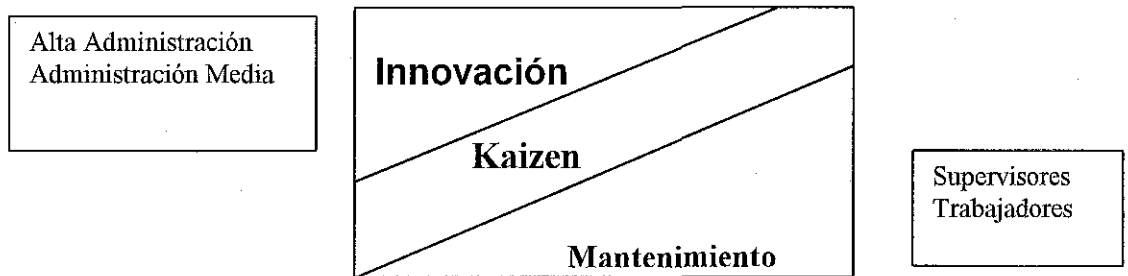 Alta Administración
Administración Media
Innovación
Kaizen
Mantenimiento
Supervisores
Trabajadores